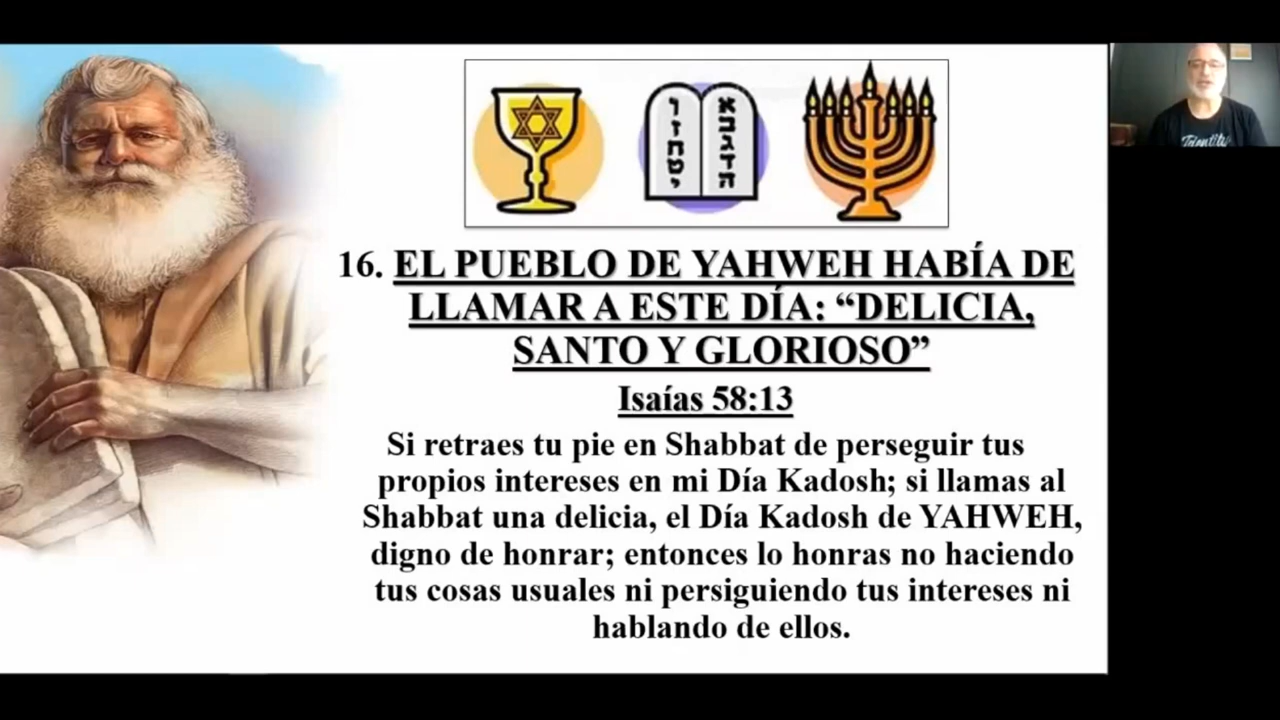 ו
ז
ח
ט
י
א
ב
ג
ד
ה
16. EL PUEBLO DE YAHWEH HABÍA DE
LLAMAR A ESTE DÍA: “DELICIA,
SANTO Y GLORIOSO”
Isaías 58:13
Si retraes tu pie en Shabbat de perseguir tus
propios intereses en mi Día Kadosh; si llamas al
Shabbat una delicia, el Día Kadosh de YAHWEH,
digno de honrar; entonces lo honras no haciendo
tus cosas usuales ni persiguiendo tus intereses ni
hablando de ellos.